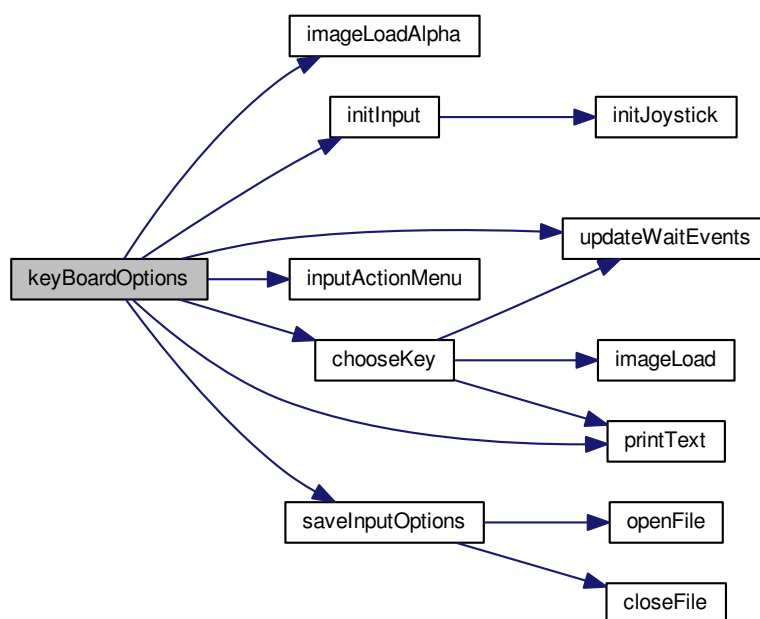 imageLoadAlpha
initInput
initJoystick
updateWaitEvents
keyBoardOptions
inputActionMenu
chooseKey
imageLoad
printText
saveInputOptions
openFile
closeFile